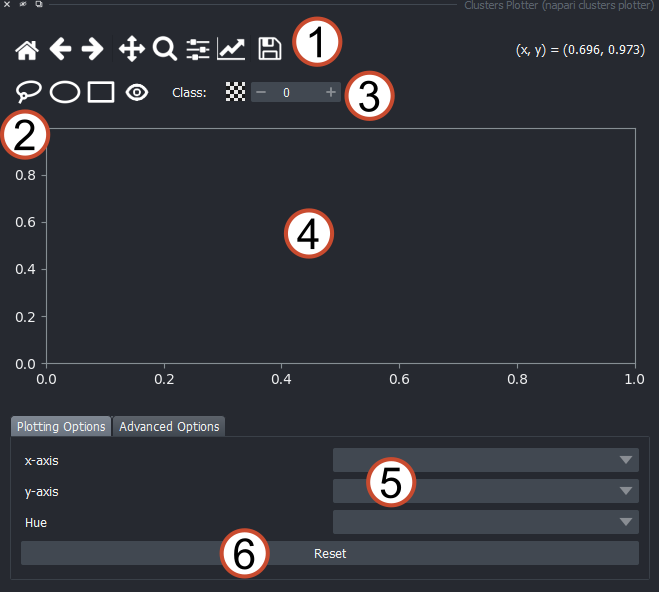 Clusters Plotter (napari clusters plotter)
1
(x, y) = (0.696, 0.973)
Class:
0
3
2
0.8
0.6
4
0.4
0.2
0.0
0.0 0.2 0.4 0.6 0.8 1.0
Plotting Options Advanced Options
x-axis
5
y-axis
Hue
6
Reset